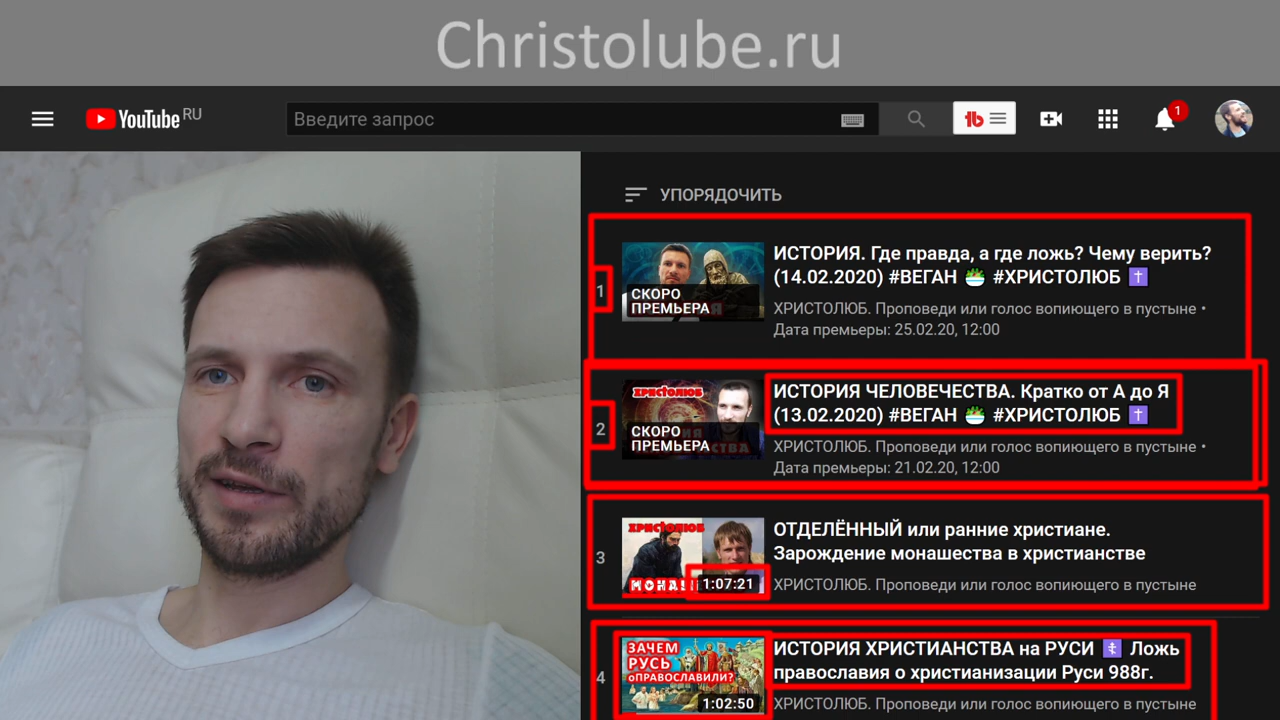 Christolube.ru
YouTube RU
Введите запрос
1
УПОРЯДОЧИТЬ
1
СКОРО
ПРЕМЬЕРА
ИСТОРИЯ. Где правда, а где ложь? Чему верить?
(14.02.2020) #ВЕГАН 🥗 #ХРИСТОЛЮБ ✝️
ХРИСТОЛЮБ. Проповеди или голос вопиющего в пустыне •
Дата премьеры: 25.02.20, 12:00
2
ХРИСТОЛЮБ
СКОРО
ПРЕМЬЕРА
ИСТОРИЯ ЧЕЛОВЕЧЕСТВА. Кратко от А до Я
(13.02.2020) #ВЕГАН 🥗 #ХРИСТОЛЮБ ✝️
ХРИСТОЛЮБ. Проповеди или голос вопиющего в пустыне •
Дата премьеры: 21.02.20, 12:00
3
ХРИСТОЛЮБ
1:07:21
ОТДЕЛЁННЫЙ или ранние христиане.
Зарождение монашества в христианстве
ХРИСТОЛЮБ. Проповеди или голос вопиющего в пустыне
4
ЗАЧЕМ
РУСЬ
оПРАВОСЛАВИЛИ?
1:02:50
ИСТОРИЯ ХРИСТИАНСТВА на РУСИ ☦️ Ложь
православия о христианизации Руси 988г.
ХРИСТОЛЮБ. Проповеди или голос вопиющего в пустыне